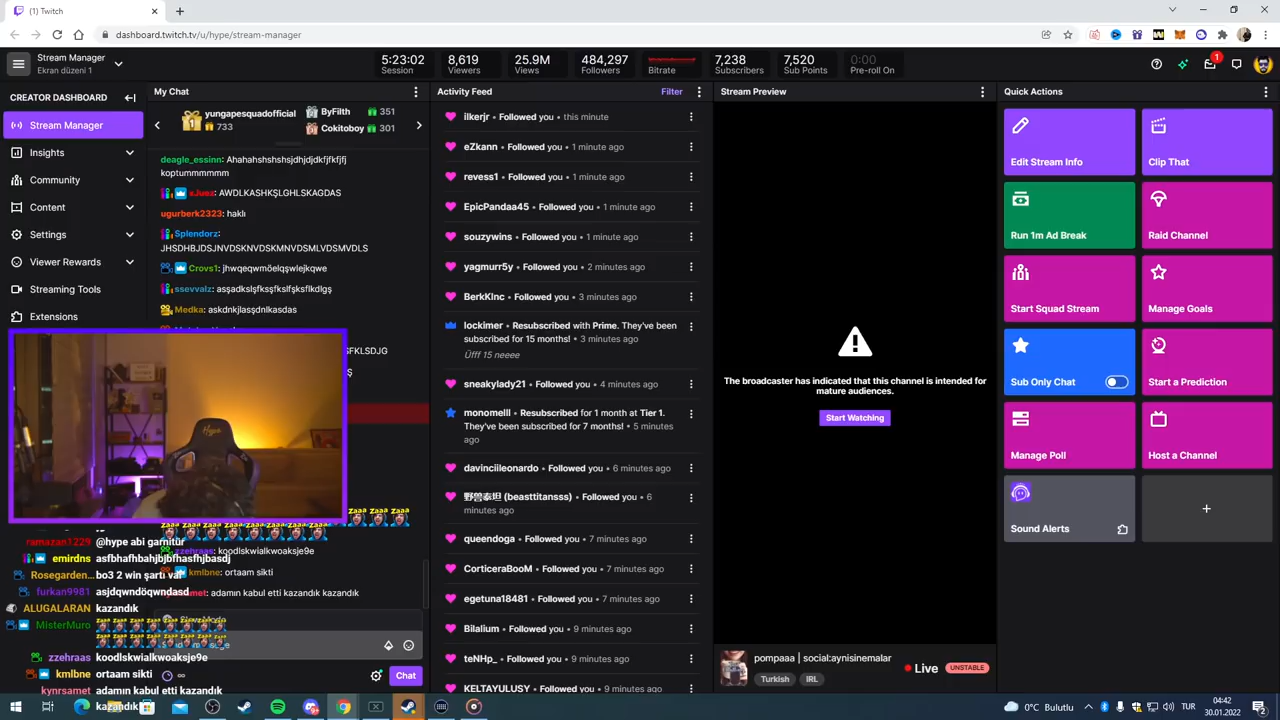 (1) Twitch
dashboard.twitch.tv/u/hype/stream-manager
Stream Manager
Ekran düzeni 1
5:23:02
Session
8,619
Viewers
25.9M
Views
484,297
Followers
Bitrate
7,238
Subscribers
7,520
Sub Points
0:00
Pre-roll On
1
CREATOR DASHBOARD
Stream Manager
Insights
Community
Content
Settings
Viewer Rewards
Streaming Tools
Extensions
My Chat
1
yungapesquadofficial
733
ByFilth 351
Cokitoboy 301
deagle_essinn: Ahahahshshshsjdhjdjdkfjfkfjfj
koptummmmmm
xJuez: AWDLKASHKŞLGHLSKAGDAS
ugurberk2323: haklı
Splendorz:
JHSDHBJDSJNVDSKNVDSKMNVDSMLVDSMVDLS
Crovs1: jhwqeqwmöelqşwlejkqwe
ssevvalz: asşadkslşfksşfkslfşksflkdlgş
Medka: askdnkjlasşdnlkasdas
FKLSDJG
Ş
Hype
zzehraas: koodlskwialkwoaksje9e
kmlbne: ortaam sikti
adamın kabul etti kazandık kazandık
ramazan1229 @hype abi garnitür
emirdns asfbhafhbahjbjbfhasfhjbasdj
Rosegarden... bo3 2 win şartı var
furkan9981 asjdqwndöqwndasd
ALUGALARAN kazandık
MisterMuro
zzehraas koodlskwialkwoaksje9e
kmlbne ortaam sikti
kynrsamet adamın kabul etti kazandık
kazandık
Chat
Activity Feed
Filter
ilkerjr • Followed you • this minute
eZkann • Followed you • 1 minute ago
revess1 • Followed you • 1 minute ago
EpicPandaa45 • Followed you • 1 minute ago
souzywins • Followed you • 1 minute ago
yagmurr5y • Followed you • 2 minutes ago
BerkKInc • Followed you • 3 minutes ago
lockimer • Resubscribed with Prime. They've been
subscribed for 15 months! • 3 minutes ago
Üfff 15 neeee
sneakylady21 • Followed you • 4 minutes ago
monomelll • Resubscribed for 1 month at Tier 1.
They've been subscribed for 7 months! • 5 minutes
ago
davinciileonardo • Followed you • 6 minutes ago
野兽泰坦 (beasttitansss) • Followed you • 6
minutes ago
queendoga • Followed you • 7 minutes ago
CorticeraBooM • Followed you • 7 minutes ago
egetuna18481 • Followed you • 7 minutes ago
Bilalium • Followed you • 9 minutes ago
teNHp_ • Followed you • 9 minutes ago
KELTAYULUSY • Followed you • 9 minutes ago
Stream Preview
The broadcaster has indicated that this channel is intended for
mature audiences.
Start Watching
pompaaa | social:aynisinemalar
Turkish
IRL
Live
UNSTABLE
Quick Actions
Edit Stream Info
Clip That
Run 1m Ad Break
Raid Channel
Start Squad Stream
Manage Goals
Sub Only Chat
Start a Prediction
Manage Poll
Host a Channel
Sound Alerts
0°C Bulutlu
TUR
04:42
30.01.2022
2